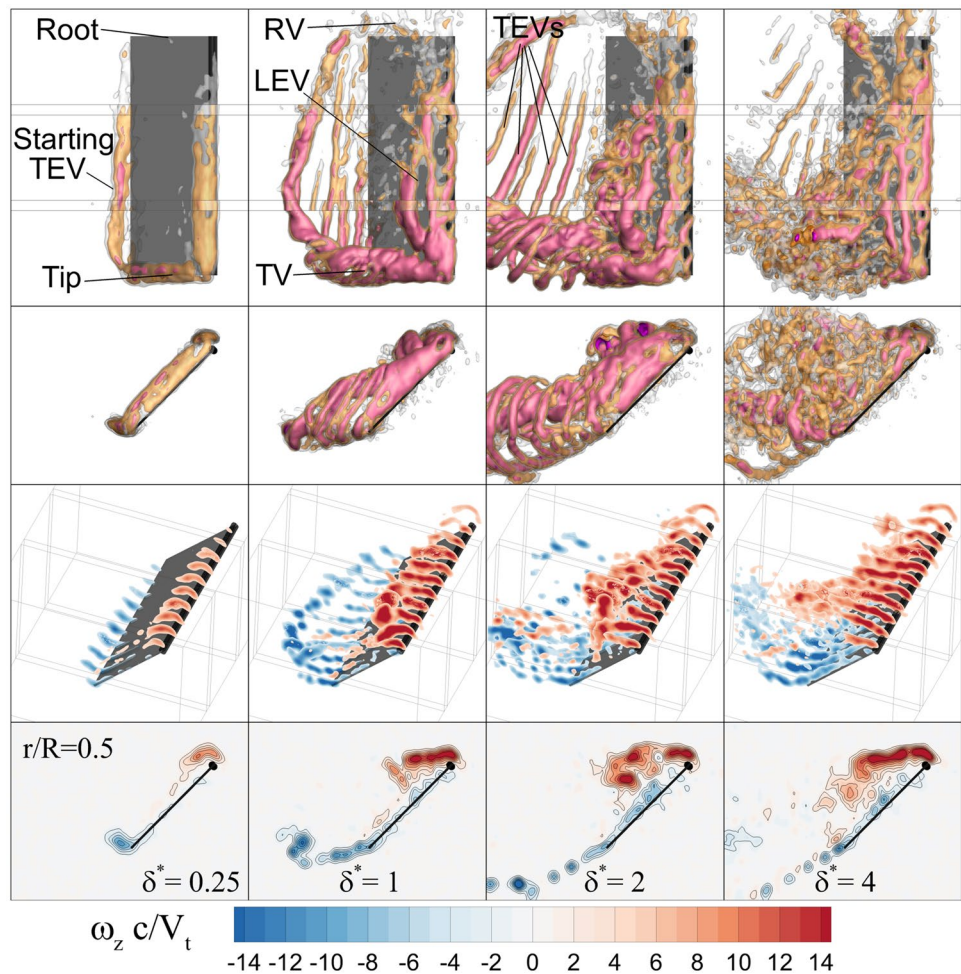 Root
RV
TEVs
LEV
Starting
TEV
Tip
TV
r/R=0.5
δ* = 0.25
δ* = 1
δ* = 2
δ* = 4
ω_z c/V_t
-14 -12 -10 -8 -6 -4 -2 0 2 4 6 8 10 12 14